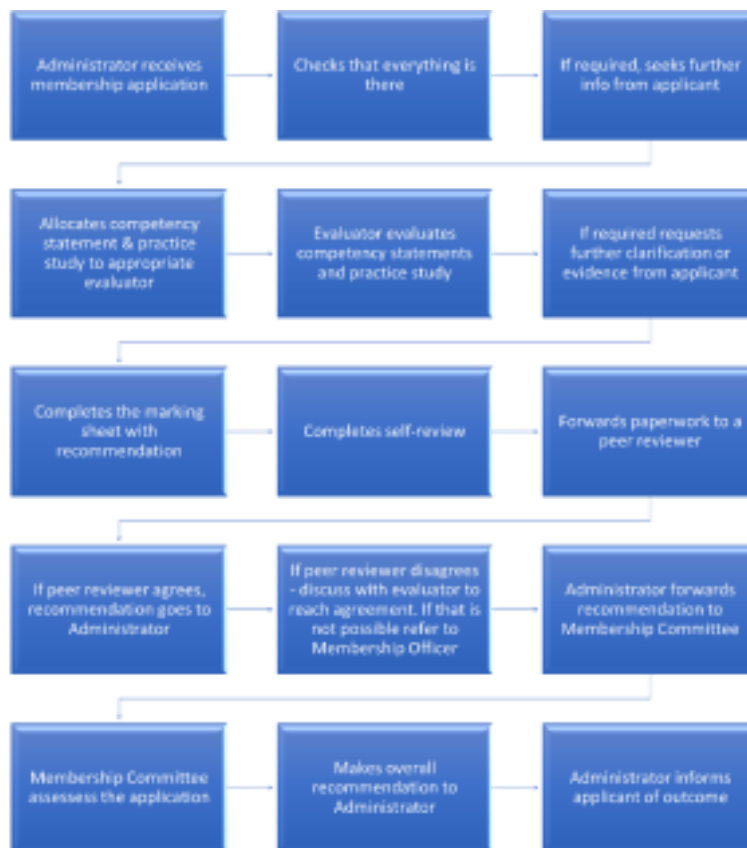 Administrator receives
membership application
Checks that everything is
there
If required, seeks further
info from applicant
Allocates competency
statement & practice
study to appropriate
evaluator
Evaluator evaluates
competency statements
and practice study
If required requests
further clarification or
evidence from applicant
Completes the marking
sheet with
recommendation
Completes self-review
Forwards paperwork to a
peer reviewer
If peer reviewer agrees,
recommendation goes to
Administrator
If peer reviewer disagrees
- discuss with evaluator to
reach agreement. If that is
not possible refer to
Membership Officer
Administrator forwards
recommendation to
Membership Committee
Membership Committee
assessess the application
Makes overall
recommendation to
Administrator
Administrator informs
applicant of outcome